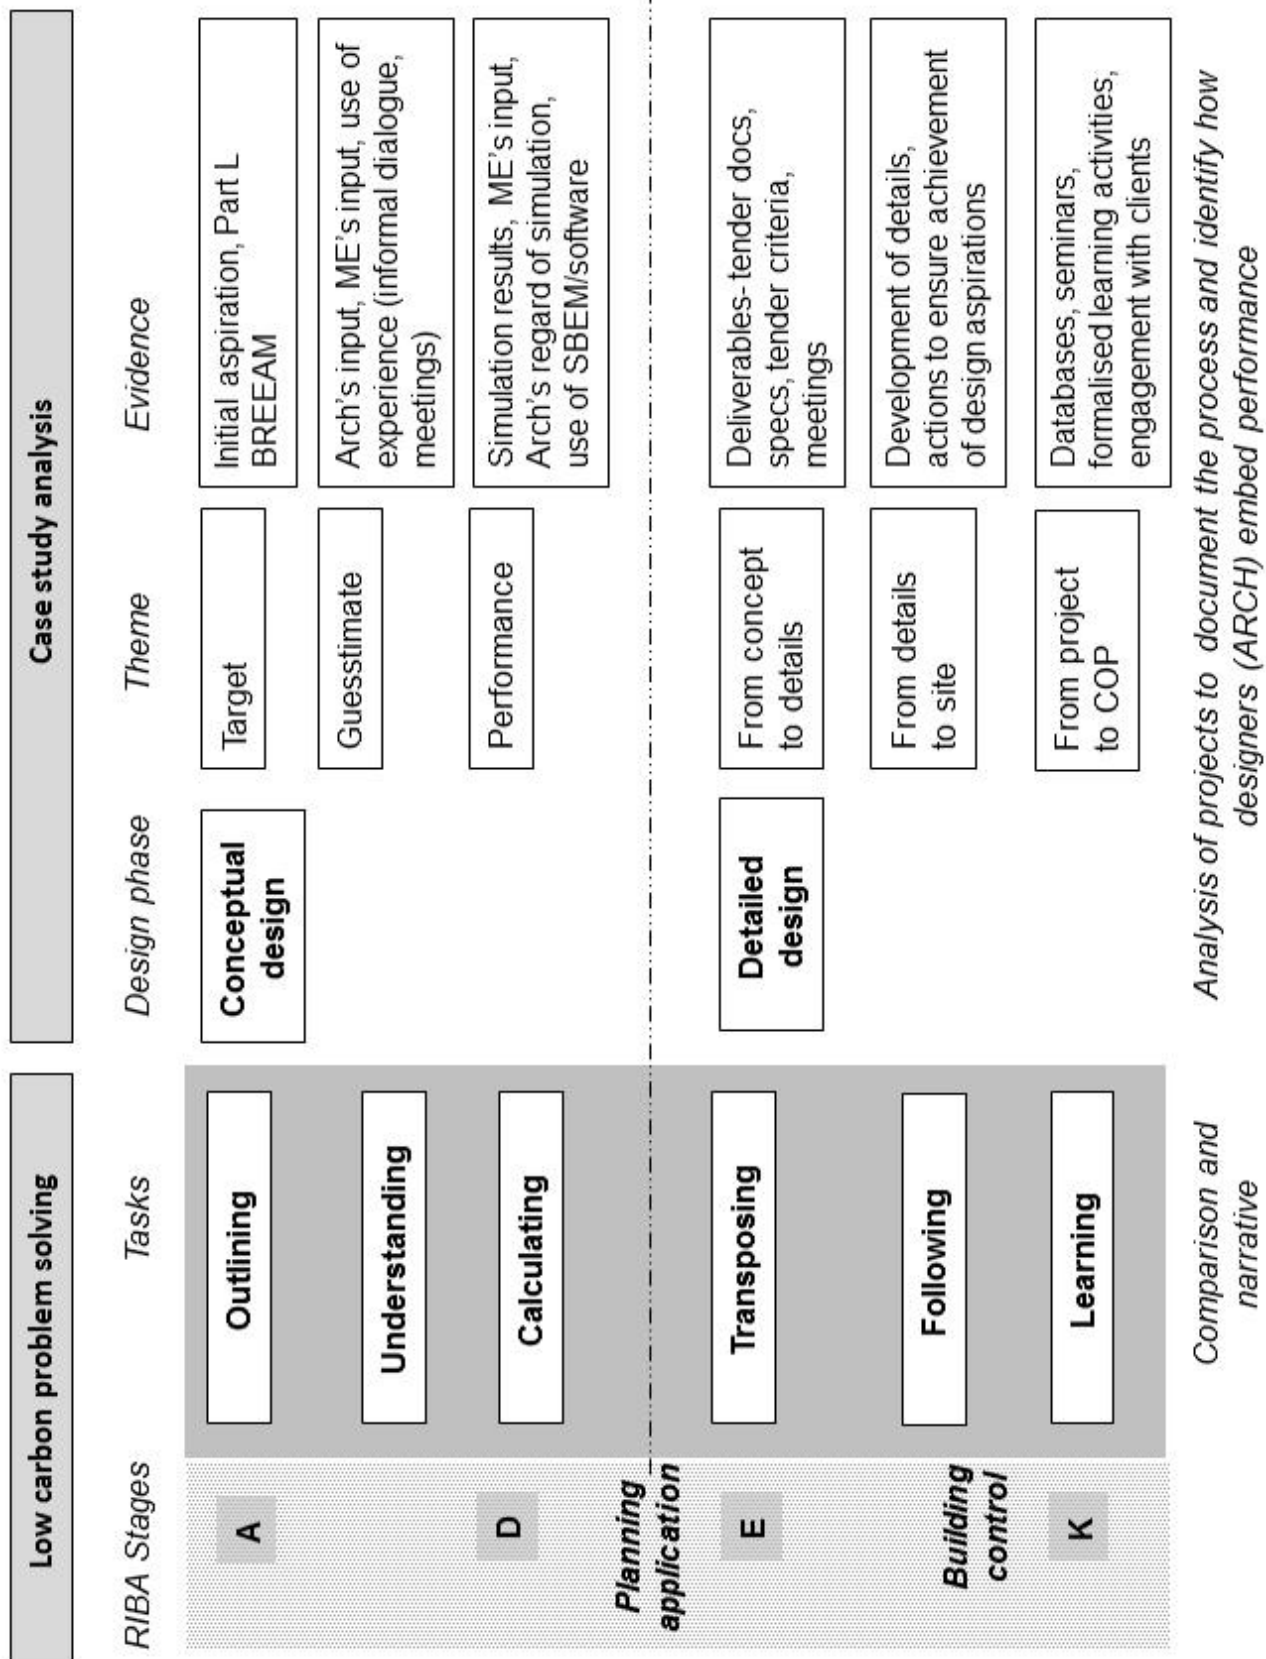 Low carbon problem solving
Case study analysis
RIBA Stages
Tasks
Design phase
Theme
Evidence
A
Outlining
Conceptual
design
Target
Initial aspiration, Part L
BREEAM
Understanding
Guesstimate
Arch's input, ME's input, use of
experience (informal dialogue,
meetings)
D
Calculating
Performance
Simulation results, ME's input,
Arch's regard of simulation,
use of SBEM/software
Planning
application
E
Transposing
Detailed
design
From concept
to details
Deliverables-tender docs,
specs, tender criteria,
meetings
Building
control
Following
From details
to site
Development of details,
actions to ensure achievement
of design aspirations
K
Learning
From project
to COP
Databases, seminars,
formalised learning activities,
engagement with clients
Comparison and
narrative
Analysis of projects to document the process and identify how
designers (ARCH) embed performance